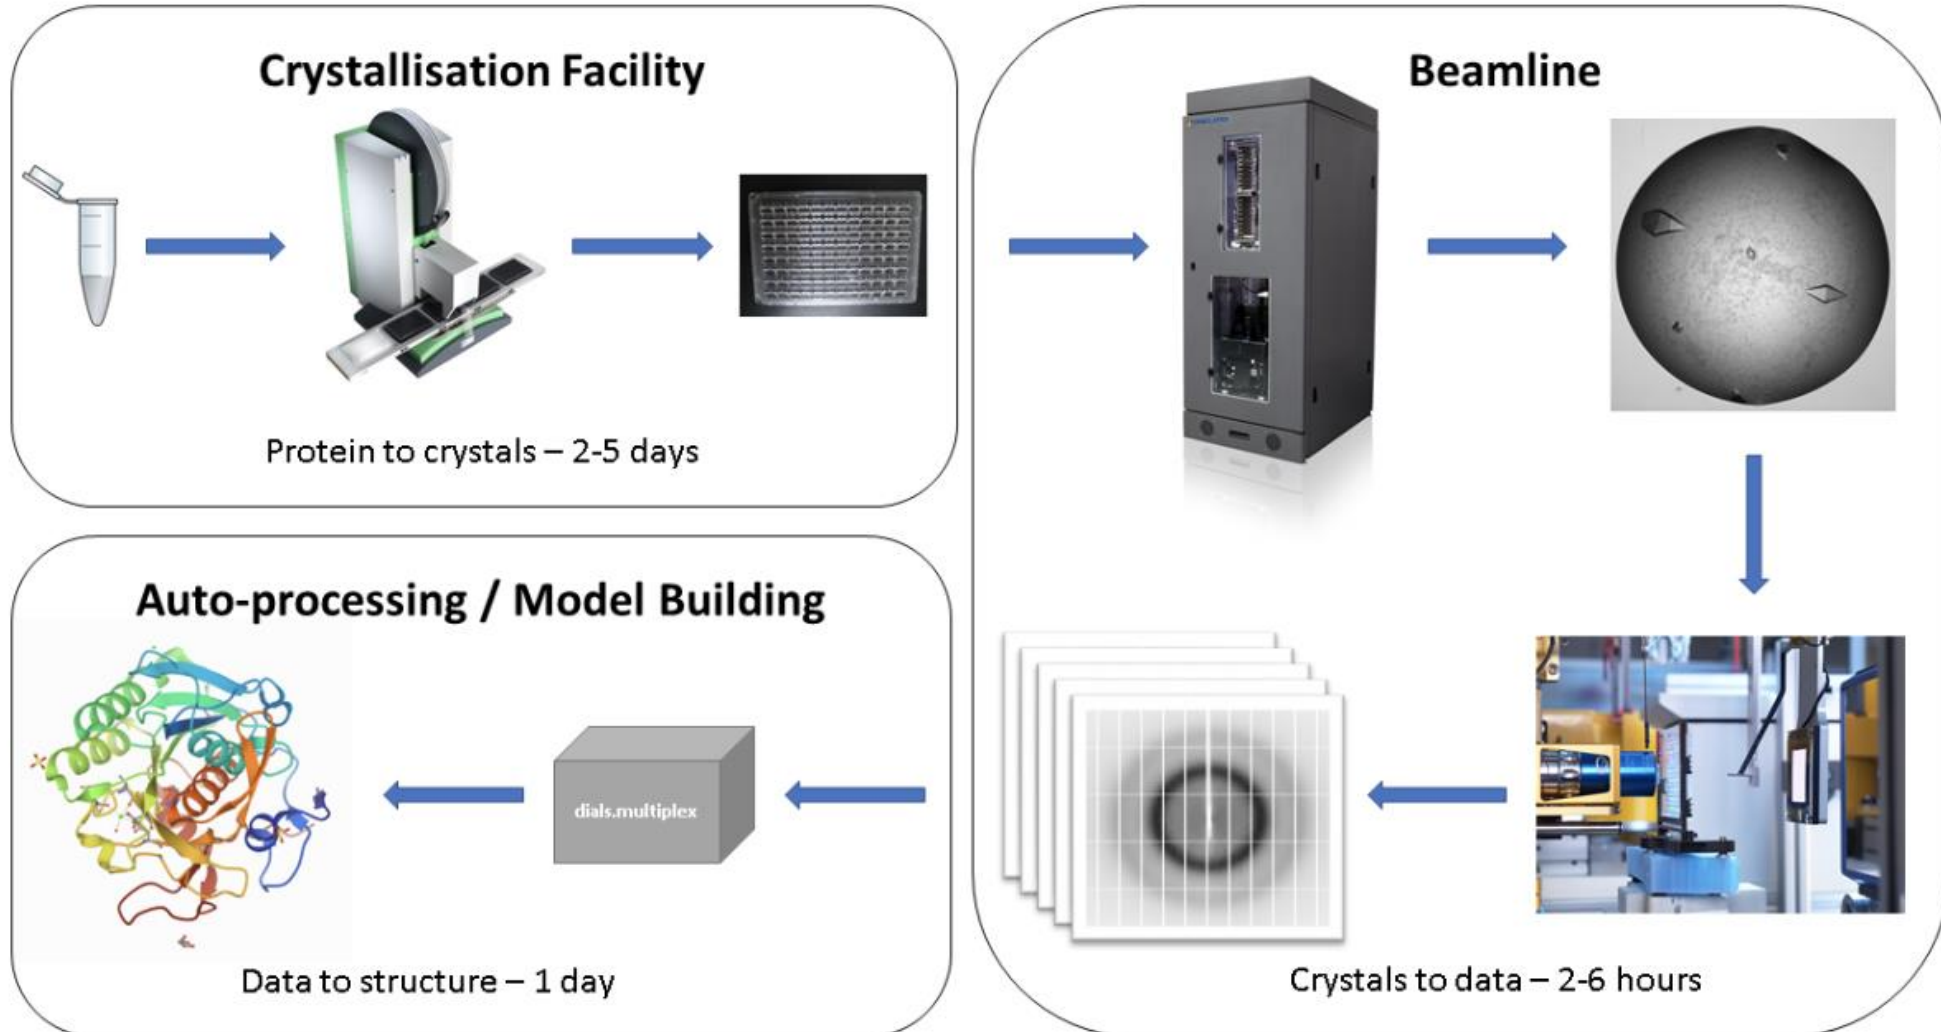 Crystallisation Facility
Protein to crystals – 2-5 days
Beamline
Crystals to data – 2-6 hours
Auto-processing / Model Building
dials.multiplex
Data to structure – 1 day